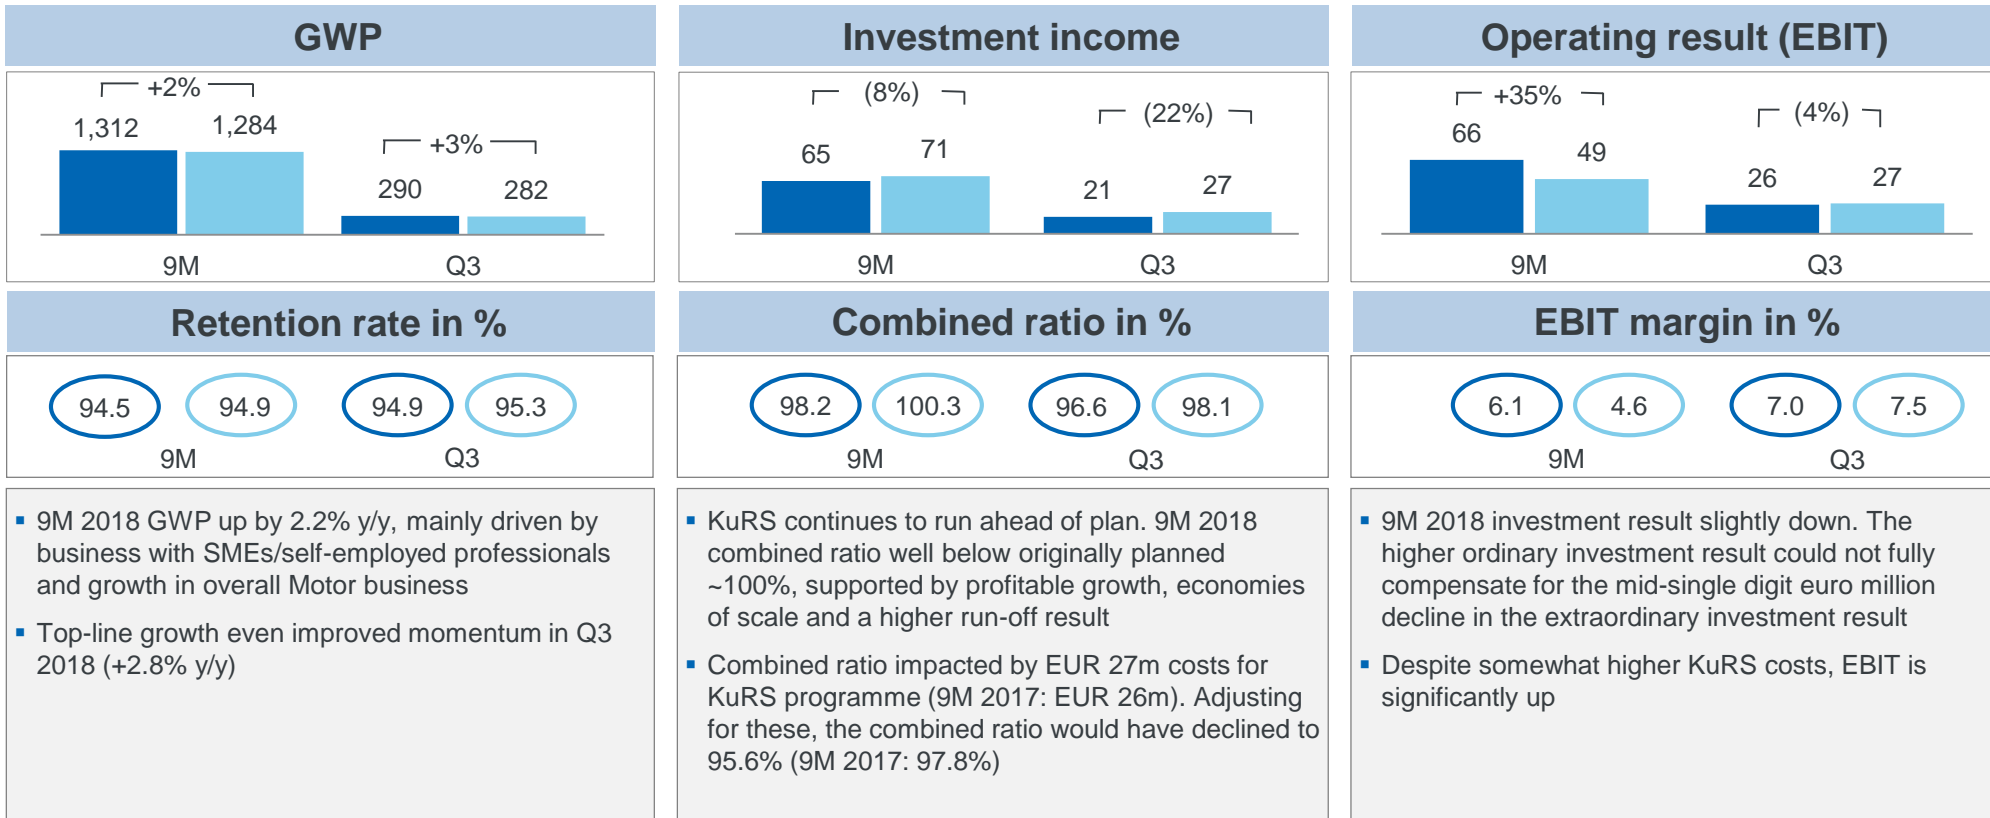 GWP
+2%
1,312
1,284
+3%
290
282
9M
Q3
Investment income
(8%)
65
71
(22%)
21
27
9M
Q3
Operating result (EBIT)
+35%
66
49
(4%)
26
27
9M
Q3
Retention rate in %
94.5
94.9
94.9
95.3
9M
Q3
Combined ratio in %
98.2
100.3
96.6
98.1
9M
Q3
EBIT margin in %
6.1
4.6
7.0
7.5
9M
Q3
▪ 9M 2018 GWP up by 2.2% y/y, mainly driven by
business with SMEs/self-employed professionals
and growth in overall Motor business
▪ Top-line growth even improved momentum in Q3
2018 (+2.8% y/y)
▪ KuRS continues to run ahead of plan. 9M 2018
combined ratio well below originally planned
~100%, supported by profitable growth, economies
of scale and a higher run-off result
▪ Combined ratio impacted by EUR 27m costs for
KuRS programme (9M 2017: EUR 26m). Adjusting
for these, the combined ratio would have declined to
95.6% (9M 2017: 97.8%)
▪ 9M 2018 investment result slightly down. The
higher ordinary investment result could not fully
compensate for the mid-single digit euro million
decline in the extraordinary investment result
▪ Despite somewhat higher KuRS costs, EBIT is
significantly up